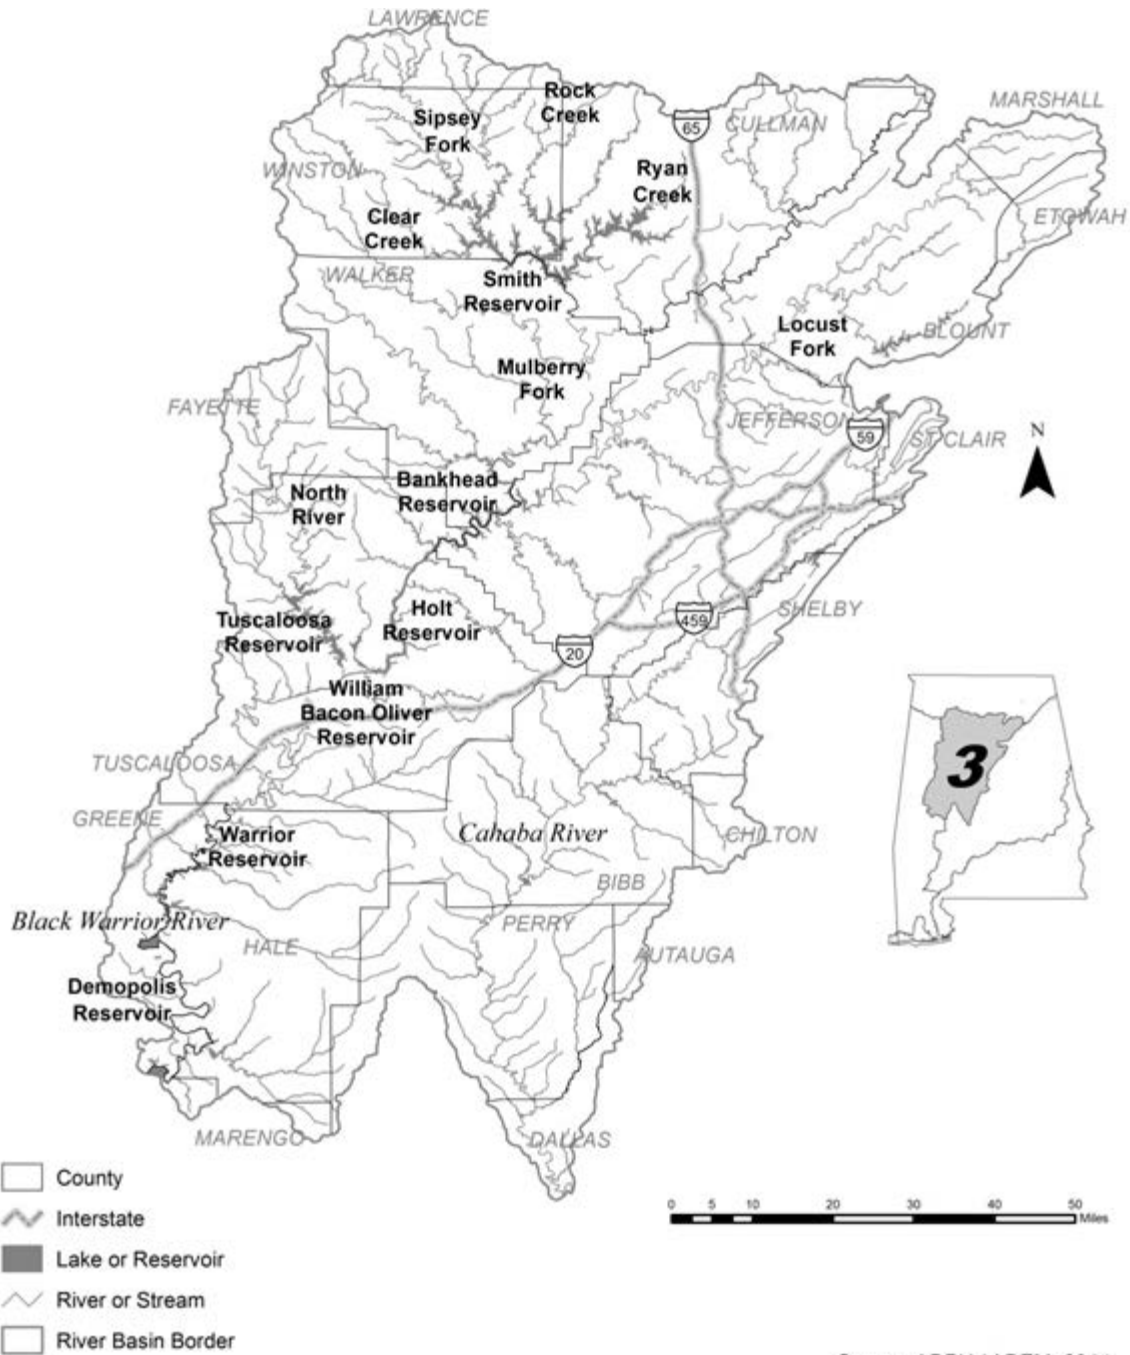 LAWRENCE
Rock
Creek
MARSHALL
Sipsey
Fork
65
CULLMAN
WINSTON
Ryan
Creek
Clear
Creek
ETOWAH
WALKER
Smith
Reservoir
Locust
Fork
BLOUNT
Mulberry
Fork
FAYETTE
JEFFERSON
59
ST CLAIR
N
Bankhead
Reservoir
North
River
Holt
Reservoir
SHELBY
459
Tuscaloosa
Reservoir
20
William
Bacon Oliver
Reservoir
TUSCALOOSA
3
GREENE
Warrior
Reservoir
Cahaba River
CHILTON
BIBB
Black Warrior River
PERRY
HALE
AUTAUGA
Demopolis
Reservoir
MARENGO
DALLAS
County
Interstate
Lake or Reservoir
River or Stream
River Basin Border
0 5 10 20 30 40 50
Miles